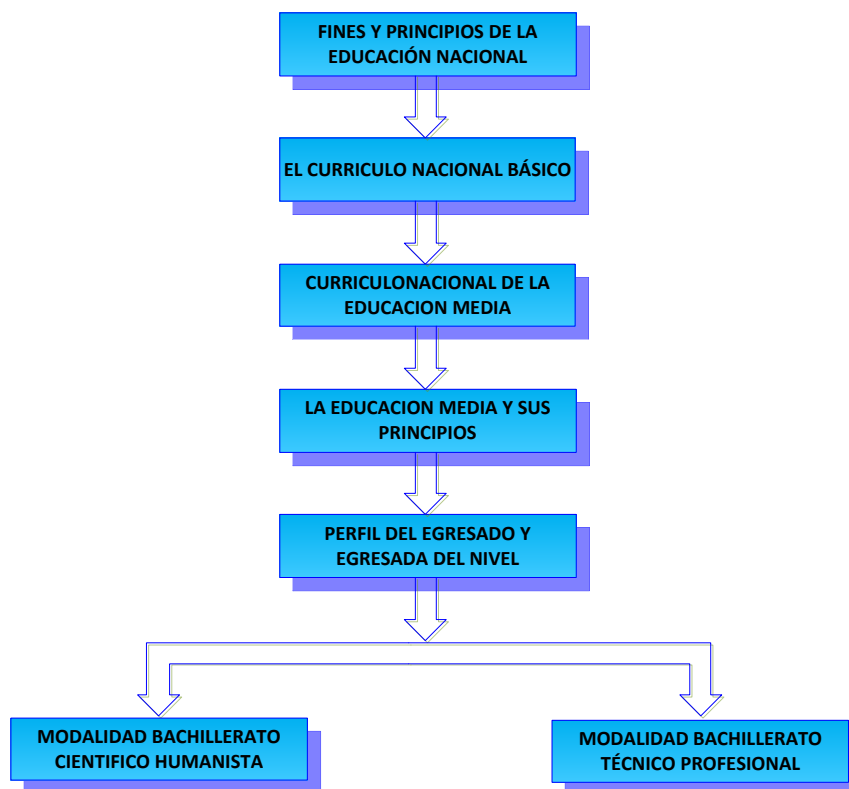 FINES Y PRINCIPIOS DE LA
EDUCACIÓN NACIONAL
EL CURRICULO NACIONAL BÁSICO
CURRICULONACIONAL DE LA
EDUCACION MEDIA
LA EDUCACION MEDIA Y SUS
PRINCIPIOS
PERFIL DEL EGRESADO Y
EGRESADA DEL NIVEL
MODALIDAD BACHILLERATO
CIENTIFICO HUMANISTA
MODALIDAD BACHILLERATO
TÉCNICO PROFESIONAL